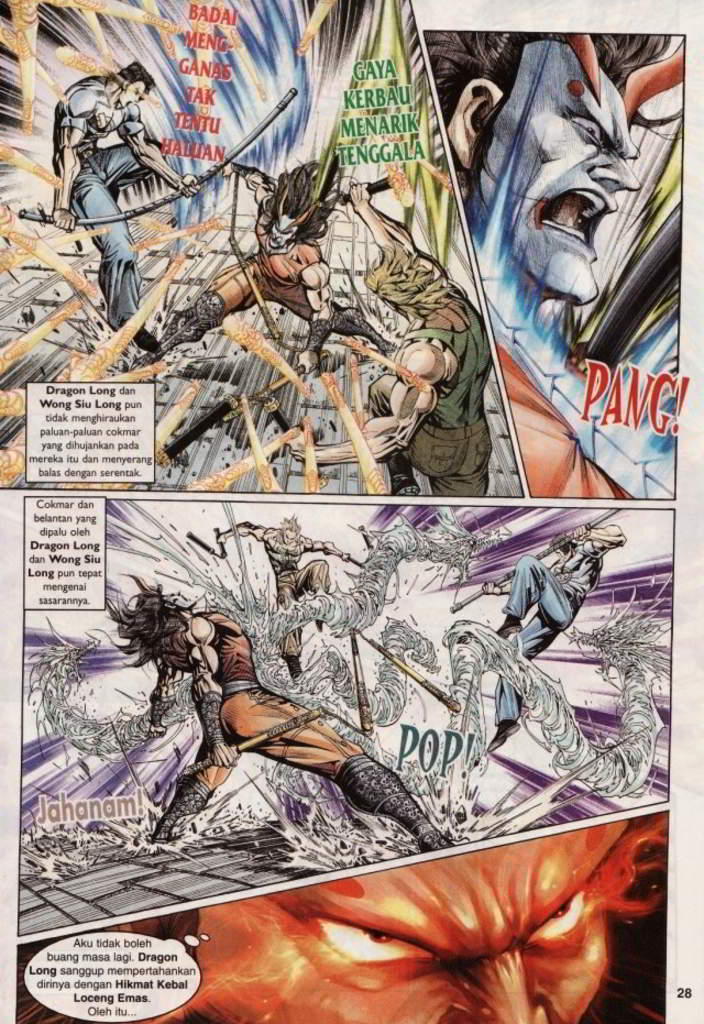 BADAI
MENG-
GANAS
TAK
TENTU
HALUAN
GAYA
KERBAU
MENARIK
TENGGALA
PANG!
Dragon Long dan
Wong Siu Long pun
tidak menghiraukan
paluan-paluan cokmar
yang dihujankan pada
mereka itu dan menyerang
balas dengan serentak.
Cokmar dan
belantan yang
dipalu oleh
Dragon Long
dan Wong Siu
Long pun tepat
mengenai
sasarannya.
POP!
Jahanam!
Aku tidak boleh
buang masa lagi. Dragon
Long sanggup mempertahankan
dirinya dengan Hikmat Kebal
Loceng Emas.
Oleh itu...
28